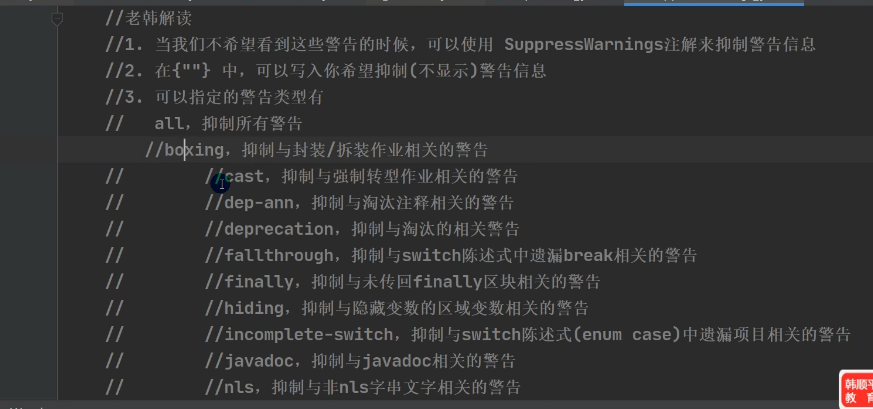 //老韩解读
//1. 当我们不希望看到这些警告的时候，可以使用 SuppressWarnings注解来抑制警告信息
//2. 在{""} 中，可以写入你希望抑制(不显示)警告信息
//3. 可以指定的警告类型有
// all，抑制所有警告
//boxing，抑制与封装/拆装作业相关的警告
// //cast，抑制与强制转型作业相关的警告
// //dep-ann，抑制与淘汰注释相关的警告
// //deprecation，抑制与淘汰的相关警告
// //fallthrough，抑制与switch陈述式中遗漏break相关的警告
// //finally，抑制与未传回finally区块相关的警告
// //hiding，抑制与隐藏变数的区域变数相关的警告
// //incomplete-switch，抑制与switch陈述式(enum case)中遗漏项目相关的警告
// //javadoc，抑制与javadoc相关的警告
// //nls，抑制与非nls字串文字相关的警告
韩顺平
教 育